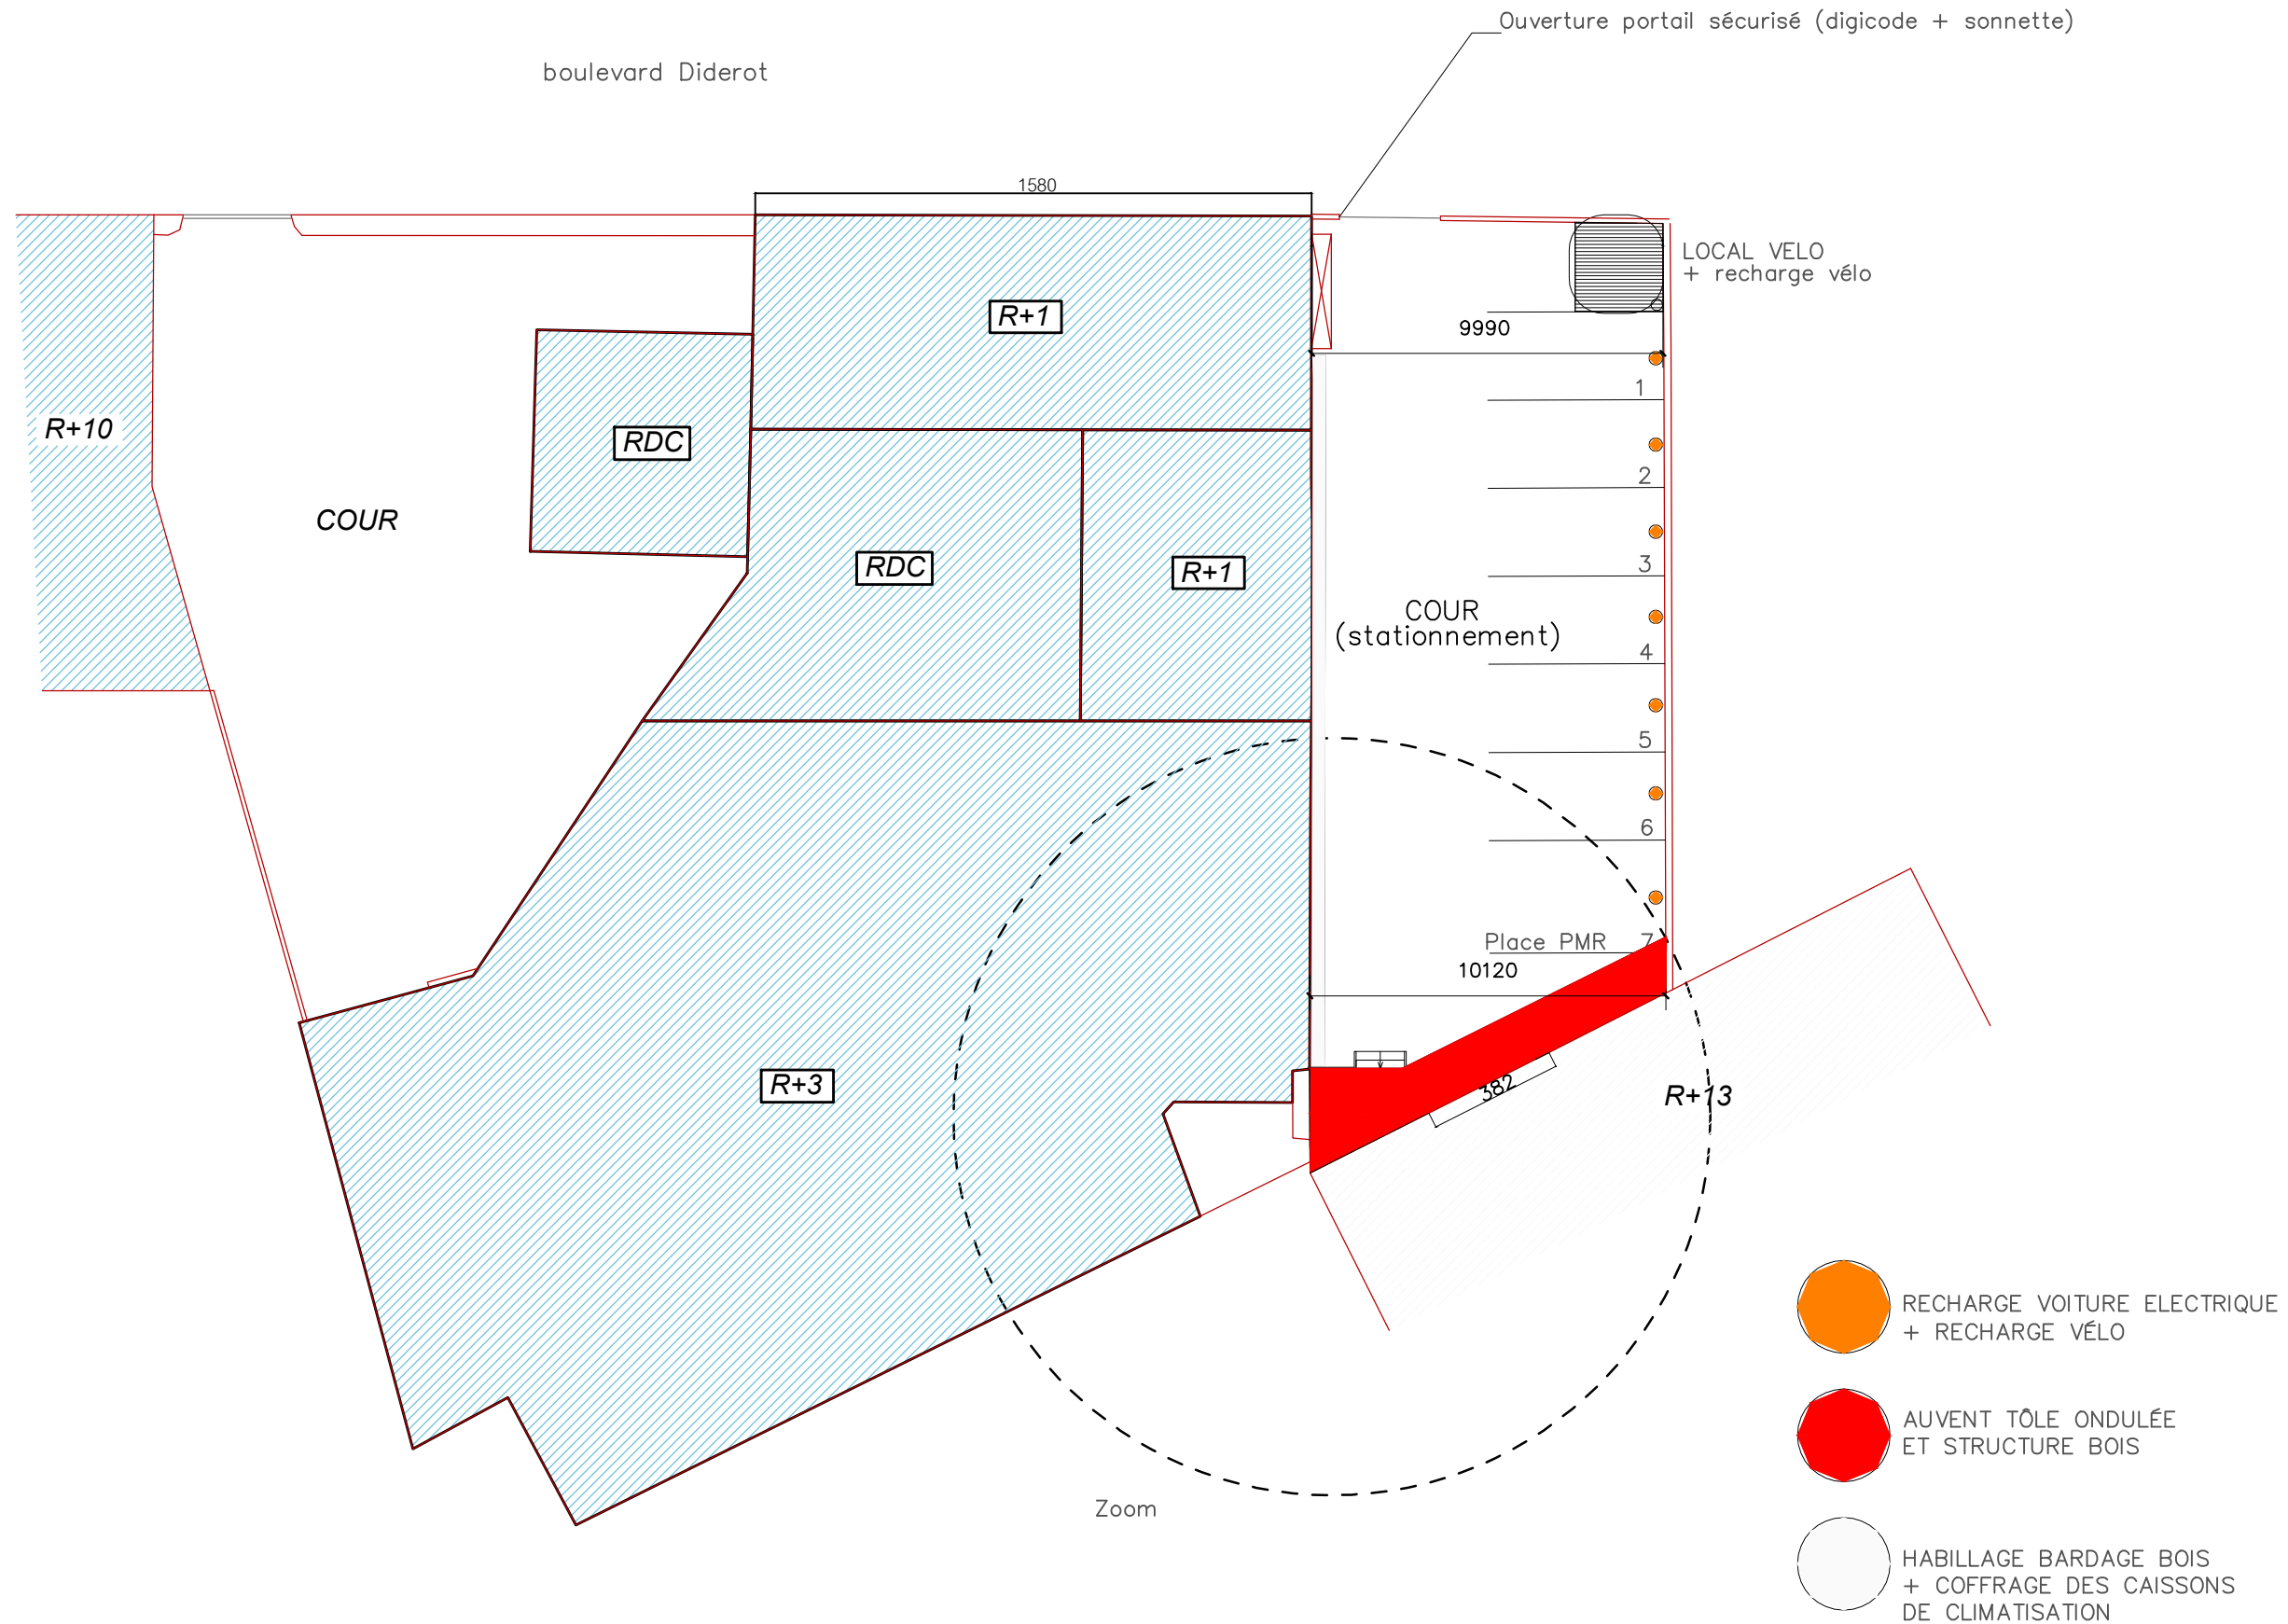 Ouverture portail sécurisé (digicode + sonnette)
boulevard Diderot
1580
LOCAL VELO
+ recharge vélo
R+1
9990
1
R+10
RDC
2
COUR
RDC
R+1
3
COUR
(stationnement)
4
5
6
Place PMR
7
10120
R+3
382
R+13
RECHARGE VOITURE ELECTRIQUE
+ RECHARGE VÉLO
AUVENT TÔLE ONDULÉE
ET STRUCTURE BOIS
Zoom
HABILLAGE BARDAGE BOIS
+ COFFRAGE DES CAISSONS
DE CLIMATISATION